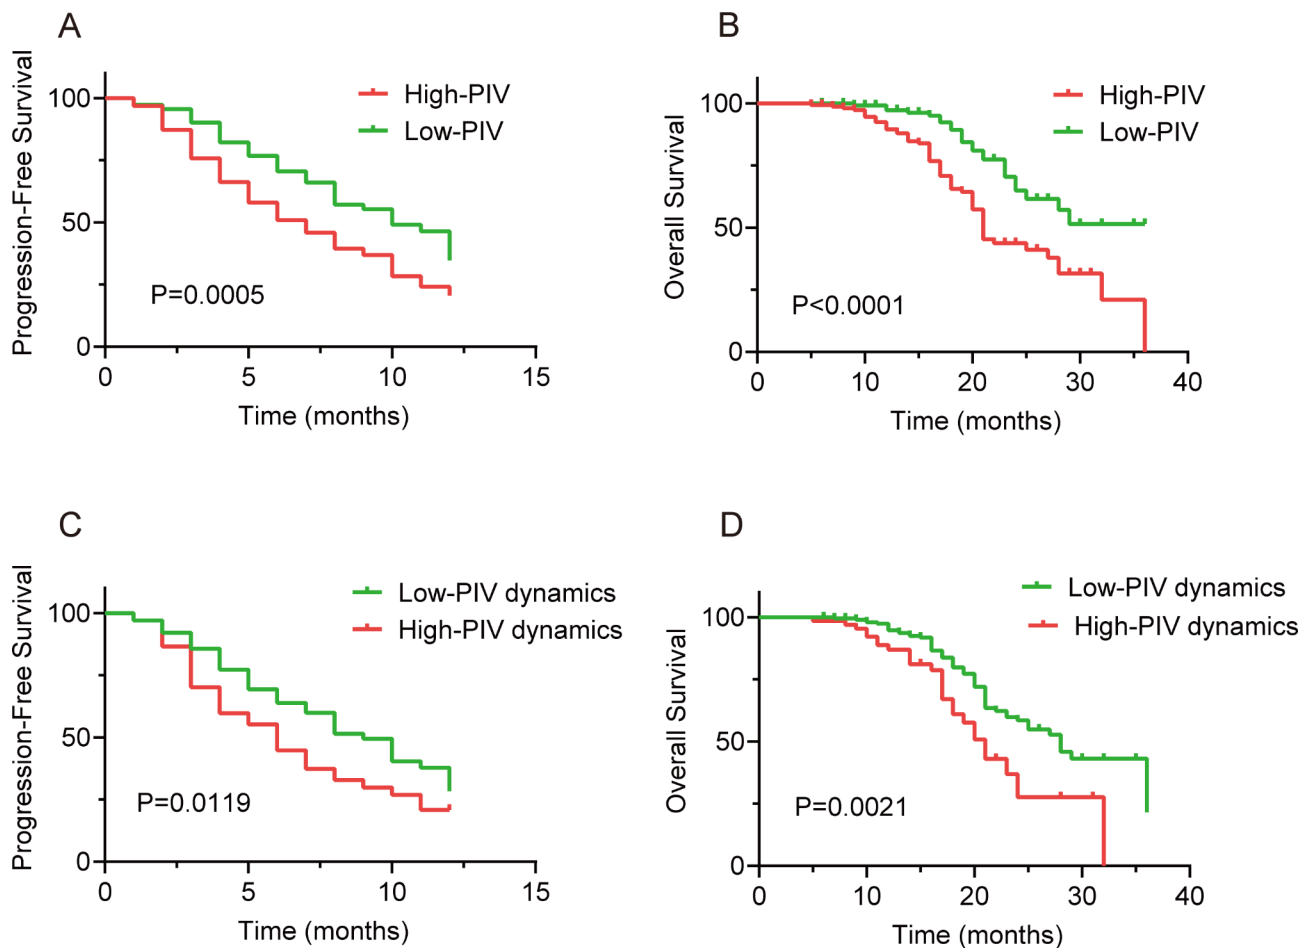 A
Progression-Free Survival
100
50
0
0
5
10
15
Time (months)
High-PIV
Low-PIV
P=0.0005
B
Overall Survival
100
50
0
0
10
20
30
40
Time (months)
High-PIV
Low-PIV
P<0.0001
C
Progression-Free Survival
100
50
0
0
5
10
15
Time (months)
Low-PIV dynamics
High-PIV dynamics
P=0.0119
D
Overall Survival
100
50
0
0
10
20
30
40
Time (months)
Low-PIV dynamics
High-PIV dynamics
P=0.0021